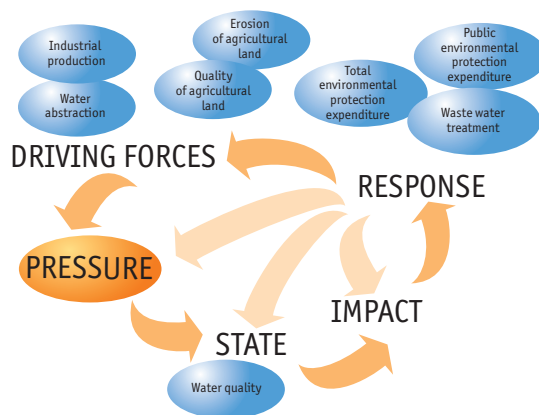 Industrial
production
Water
abstraction
Erosion
of agricultural
land
Quality
of agricultural
land
Total
environmental
protection
expenditure
Public
environmental
protection
expenditure
Waste water
treatment
DRIVING FORCES
RESPONSE
PRESSURE
IMPACT
STATE
Water quality